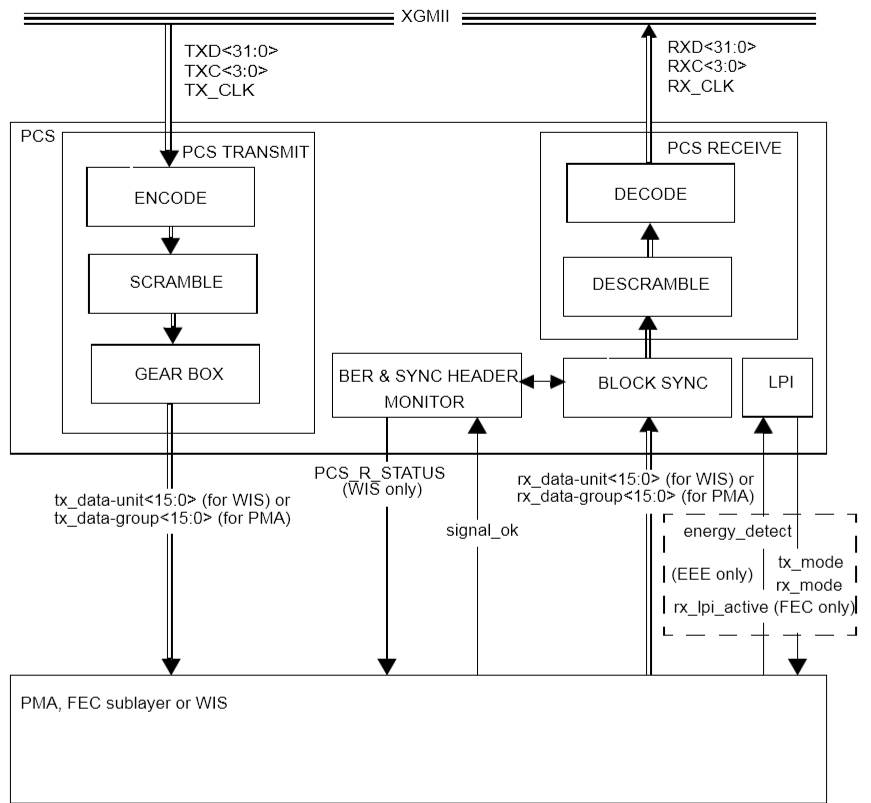 XGMII
TXD<31:0>
TXC<3:0>
TX_CLK
RXD<31:0>
RXC<3:0>
RX_CLK
PCS
PCS TRANSMIT
PCS RECEIVE
ENCODE
DECODE
SCRAMBLE
DESCRAMBLE
GEAR BOX
BER & SYNC HEADER
MONITOR
BLOCK SYNC
LPI
tx_data-unit<15:0> (for WIS) or
tx_data-group<15:0> (for PMA)
PCS_R_STATUS
(WIS only)
signal_ok
rx_data-unit<15:0> (for WIS) or
rx_data-group<15:0> (for PMA)
energy_detect
(EEE only)
tx_mode
rx_mode
rx_lpi_active (FEC only)
PMA, FEC sublayer or WIS